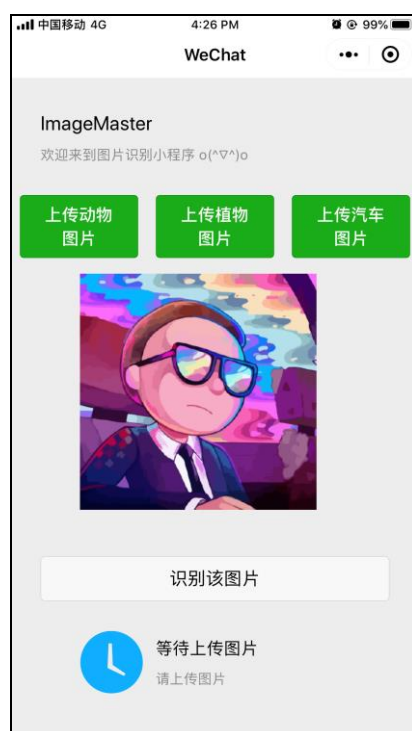 中国移动 4G 4:26 PM 99%
WeChat
ImageMaster
欢迎来到图片识别小程序 o(^▽^)o
上传动物 上传植物 上传汽车
图片 图片 图片
识别该图片
等待上传图片
请上传图片